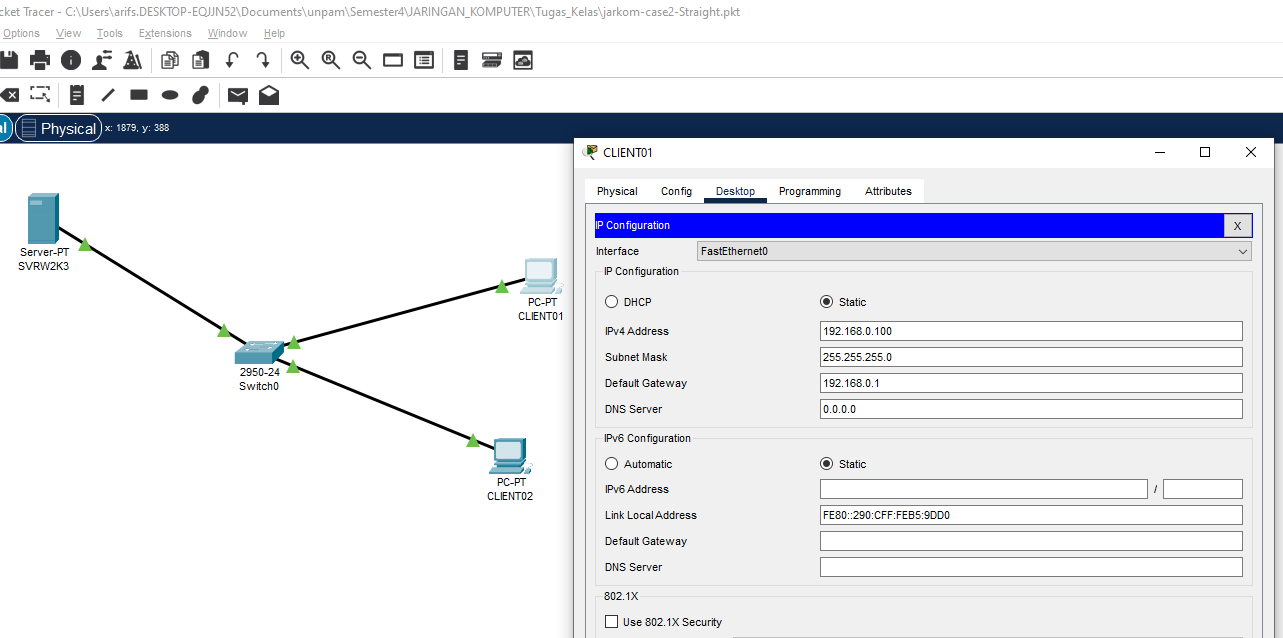 cket Tracer - C:\Users\arifs.DESKTOP-EQJJN52\Documents\unpam\Semester4\JARINGAN_KOMPUTER\Tugas_Kelas\jarkom-case2-Straight.pkt
Options View Tools Extensions Window Help
al Physical x: 1879, y: 388
CLIENT01
Physical Config Desktop Programming Attributes
IP Configuration X
Interface FastEthernet0
IP Configuration
DHCP Static
IPv4 Address 192.168.0.100
Subnet Mask 255.255.255.0
Default Gateway 192.168.0.1
DNS Server 0.0.0.0
IPv6 Configuration
Automatic Static
IPv6 Address /
Link Local Address FE80::290:CFF:FEB5:9DD0
Default Gateway
DNS Server
802.1X
Use 802.1X Security
Server-PT
SVRW2K3
PC-PT
CLIENT01
2950-24
Switch0
PC-PT
CLIENT02